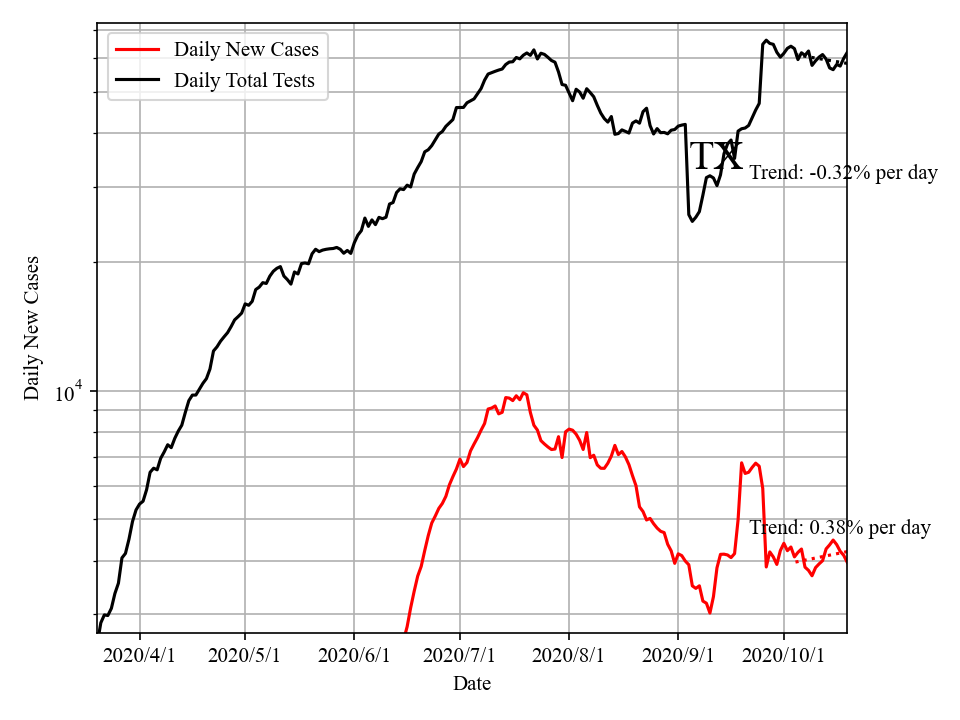 Daily New Cases
Daily Total Tests
TX
Trend: -0.32% per day
Daily New Cases
10^4
Trend: 0.38% per day
2020/4/1 2020/5/1 2020/6/1 2020/7/1 2020/8/1 2020/9/1 2020/10/1
Date